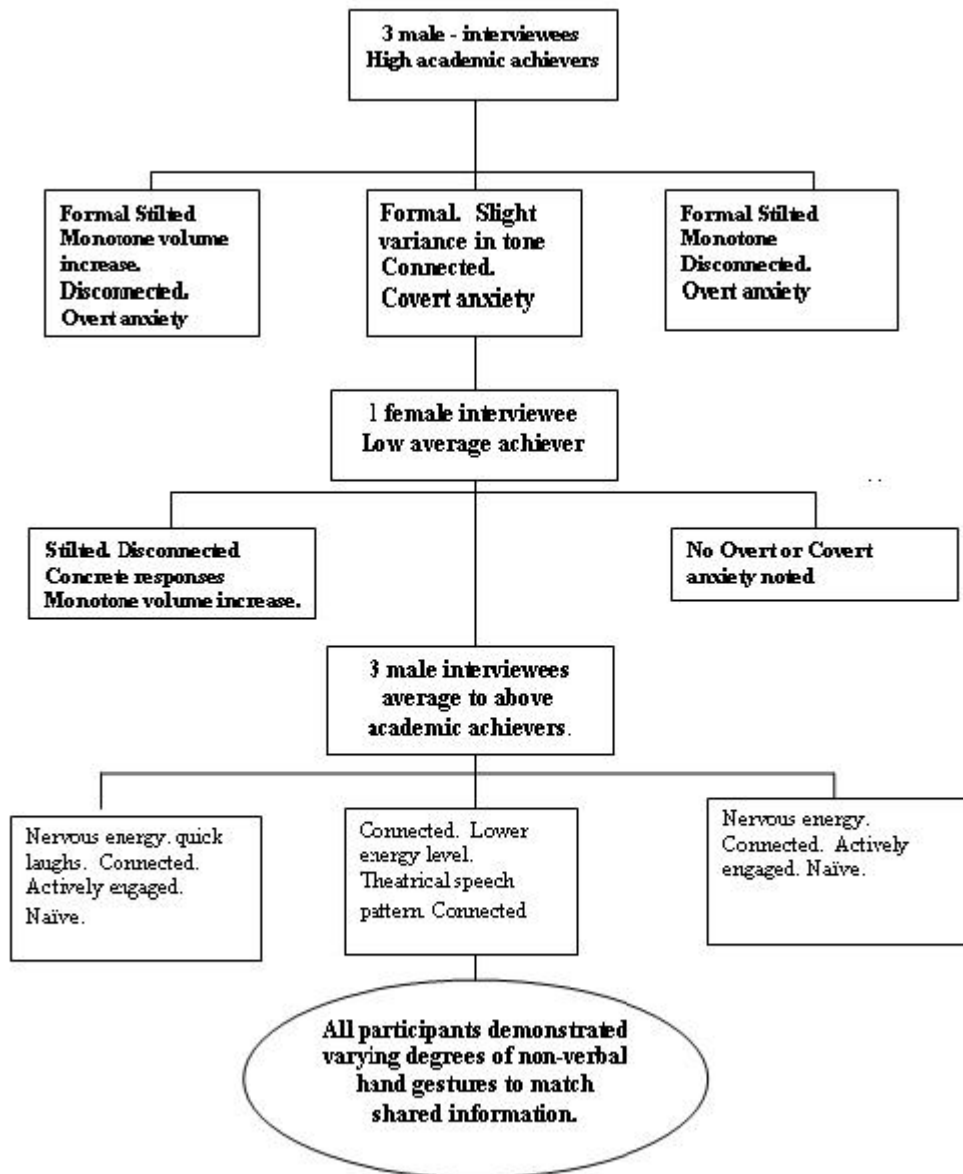 3 male - interviewees
High academic achievers
Formal Stilted
Monotone volume
increase.
Disconnected.
Overt anxiety
Formal. Slight
variance in tone
Connected.
Covert anxiety
Formal Stilted
Monotone
Disconnected.
Overt anxiety
1 female interviewee
Low average achiever
..
Stilted. Disconnected
Concrete responses
Monotone volume increase.
No Overt or Covert
anxiety noted
3 male interviewees
average to above
academic achievers.
Nervous energy. quick
laughs. Connected.
Actively engaged.
Naïve.
Connected. Lower
energy level.
Theatrical speech
pattern. Connected
Nervous energy.
Connected. Actively
engaged. Naïve.
All participants demonstrated
varying degrees of non-verbal
hand gestures to match
shared information.